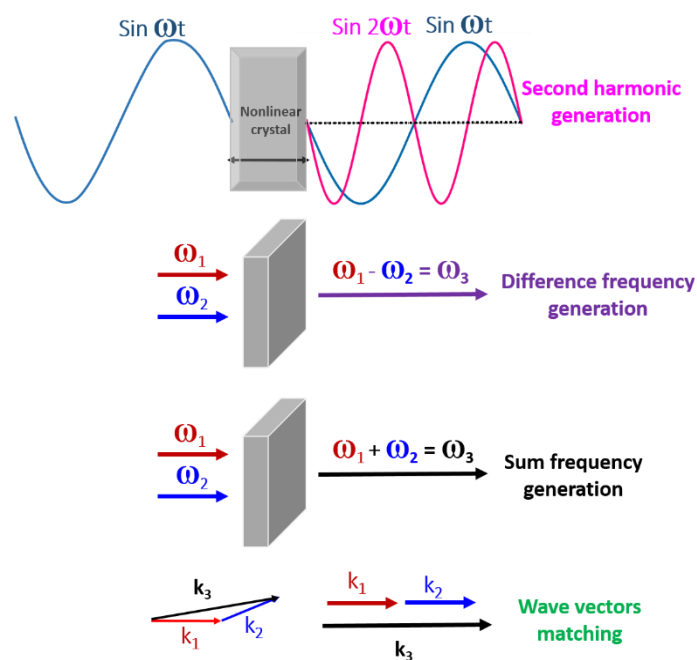 Sin ωt
Sin 2ωt
Sin ωt
Nonlinear
crystal
Second harmonic
generation
ω₁
ω₂
ω₁ - ω₂ = ω₃
Difference frequency
generation
ω₁
ω₂
ω₁ + ω₂ = ω₃
Sum frequency
generation
k₃
k₁
k₂
k₁
k₂
k₃
Wave vectors
matching